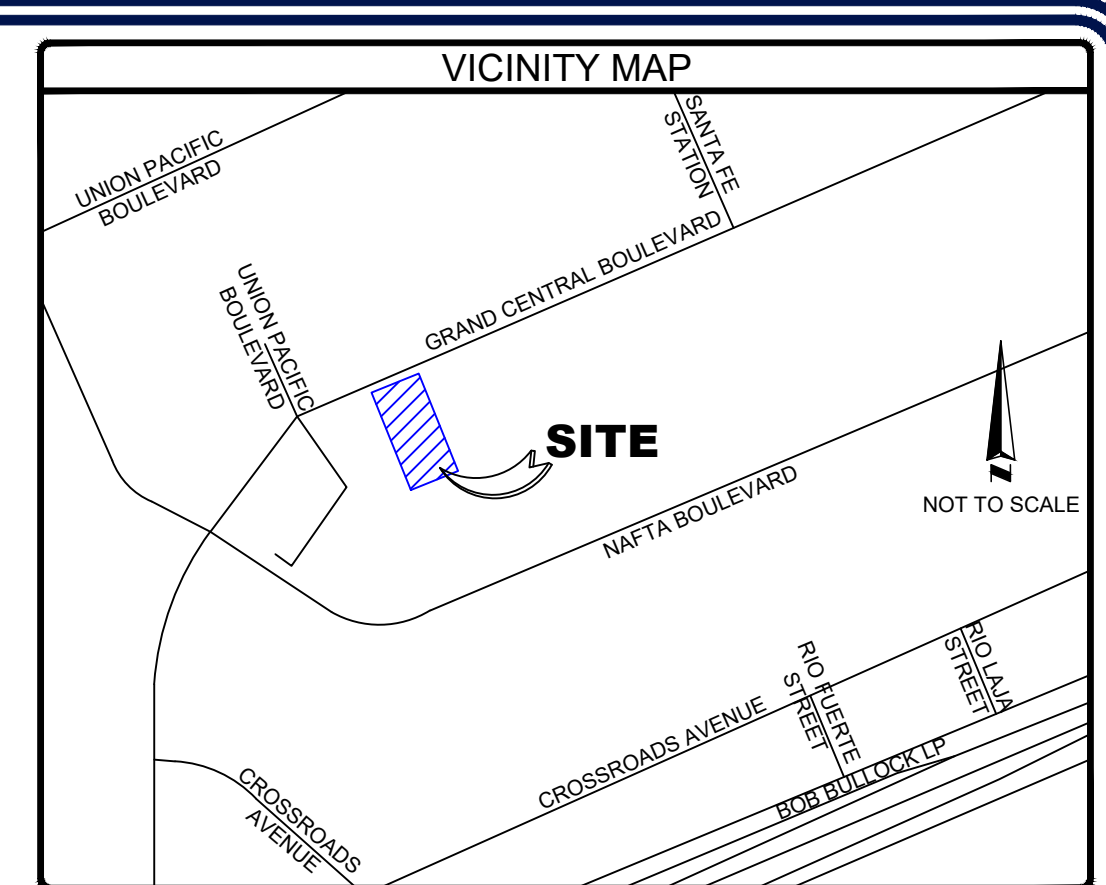 VICINITY MAP
UNION PACIFIC
BOULEVARD
SANTA FE
STATION
GRAND CENTRAL BOULEVARD
UNION PACIFIC
BOULEVARD
SITE
N
NOT TO SCALE
NAFTA BOULEVARD
RIO FUERTE
STREET
RIO LAJA
STREET
CROSSROADS AVENUE
BOB BULLOCK LP
CROSSROADS
AVENUE